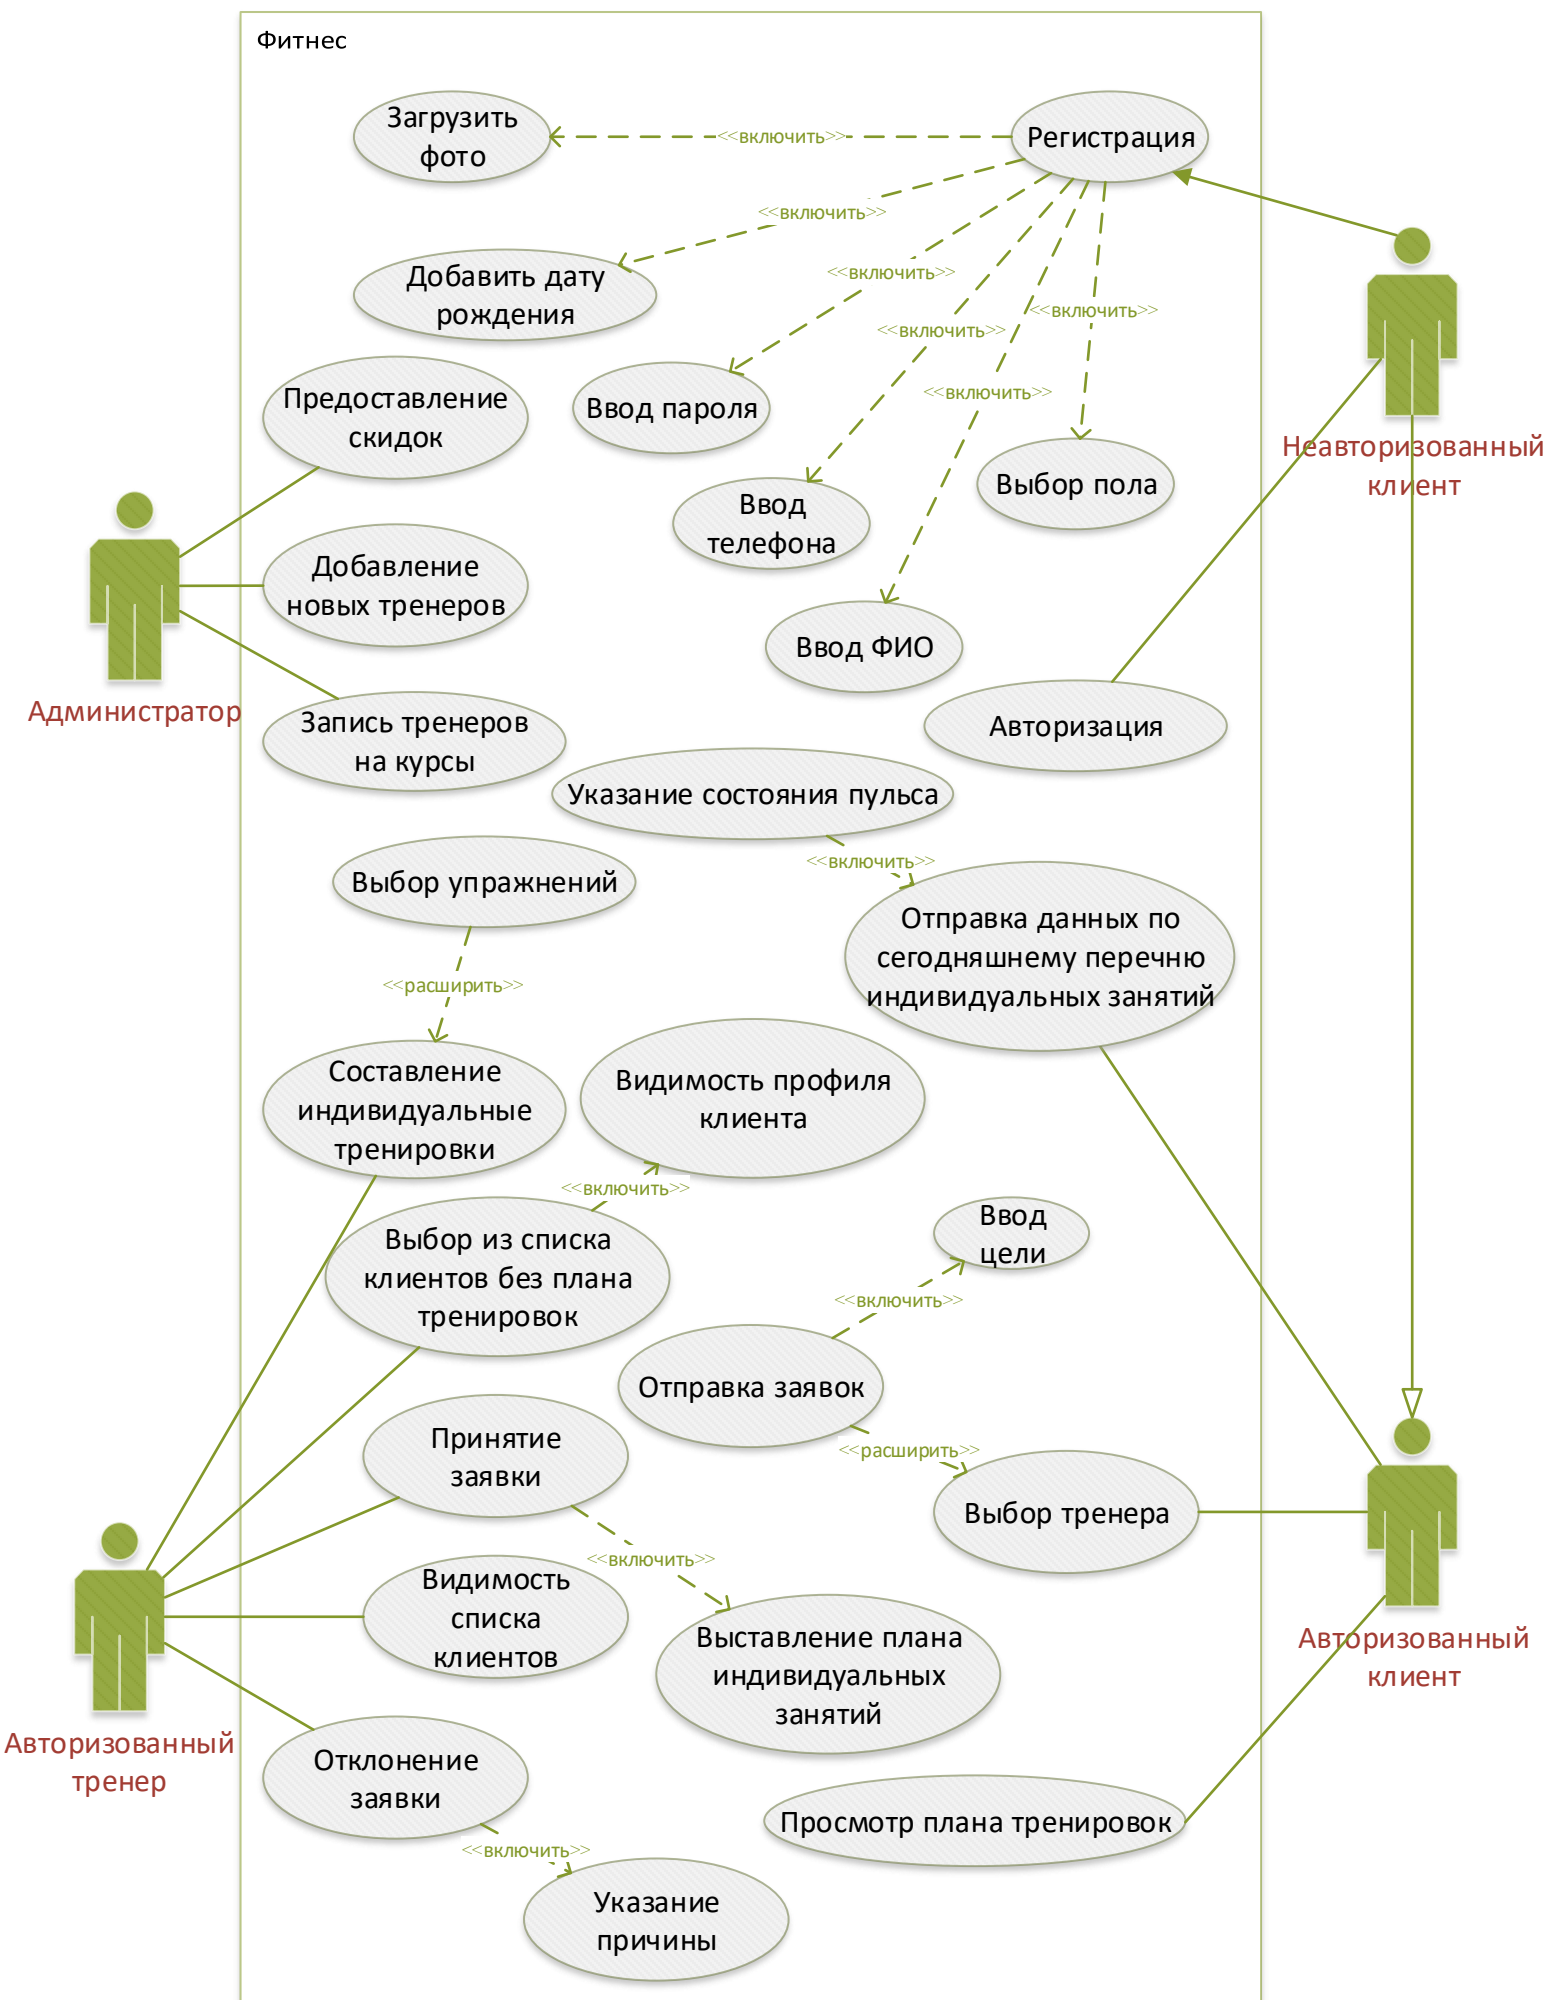 Фитнес
Загрузить
фото
<<включить>>
Регистрация
<<включить>>
Добавить дату
рождения
<<включить>>
<<включить>>
<<включить>>
Предоставление
скидок
Ввод пароля
<<включить>>
Неавторизованный
клиент
Выбор пола
Ввод
телефона
Добавление
новых тренеров
Ввод ФИО
Администратор
Запись тренеров
на курсы
Авторизация
Указание состояния пульса
<<включить>>
Выбор упражнений
Отправка данных по
сегодняшнему перечню
индивидуальных занятий
<<расширить>>
Составление
индивидуальные
тренировки
Видимость профиля
клиента
<<включить>>
Ввод
цели
Выбор из списка
клиентов без плана
тренировок
<<включить>>
Отправка заявок
Принятие
заявки
<<расширить>>
Выбор тренера
<<включить>>
Видимость
списка
клиентов
Выставление плана
индивидуальных
занятий
Авторизованный
клиент
Авторизованный
тренер
Отклонение
заявки
Просмотр плана тренировок
<<включить>>
Указание
причины